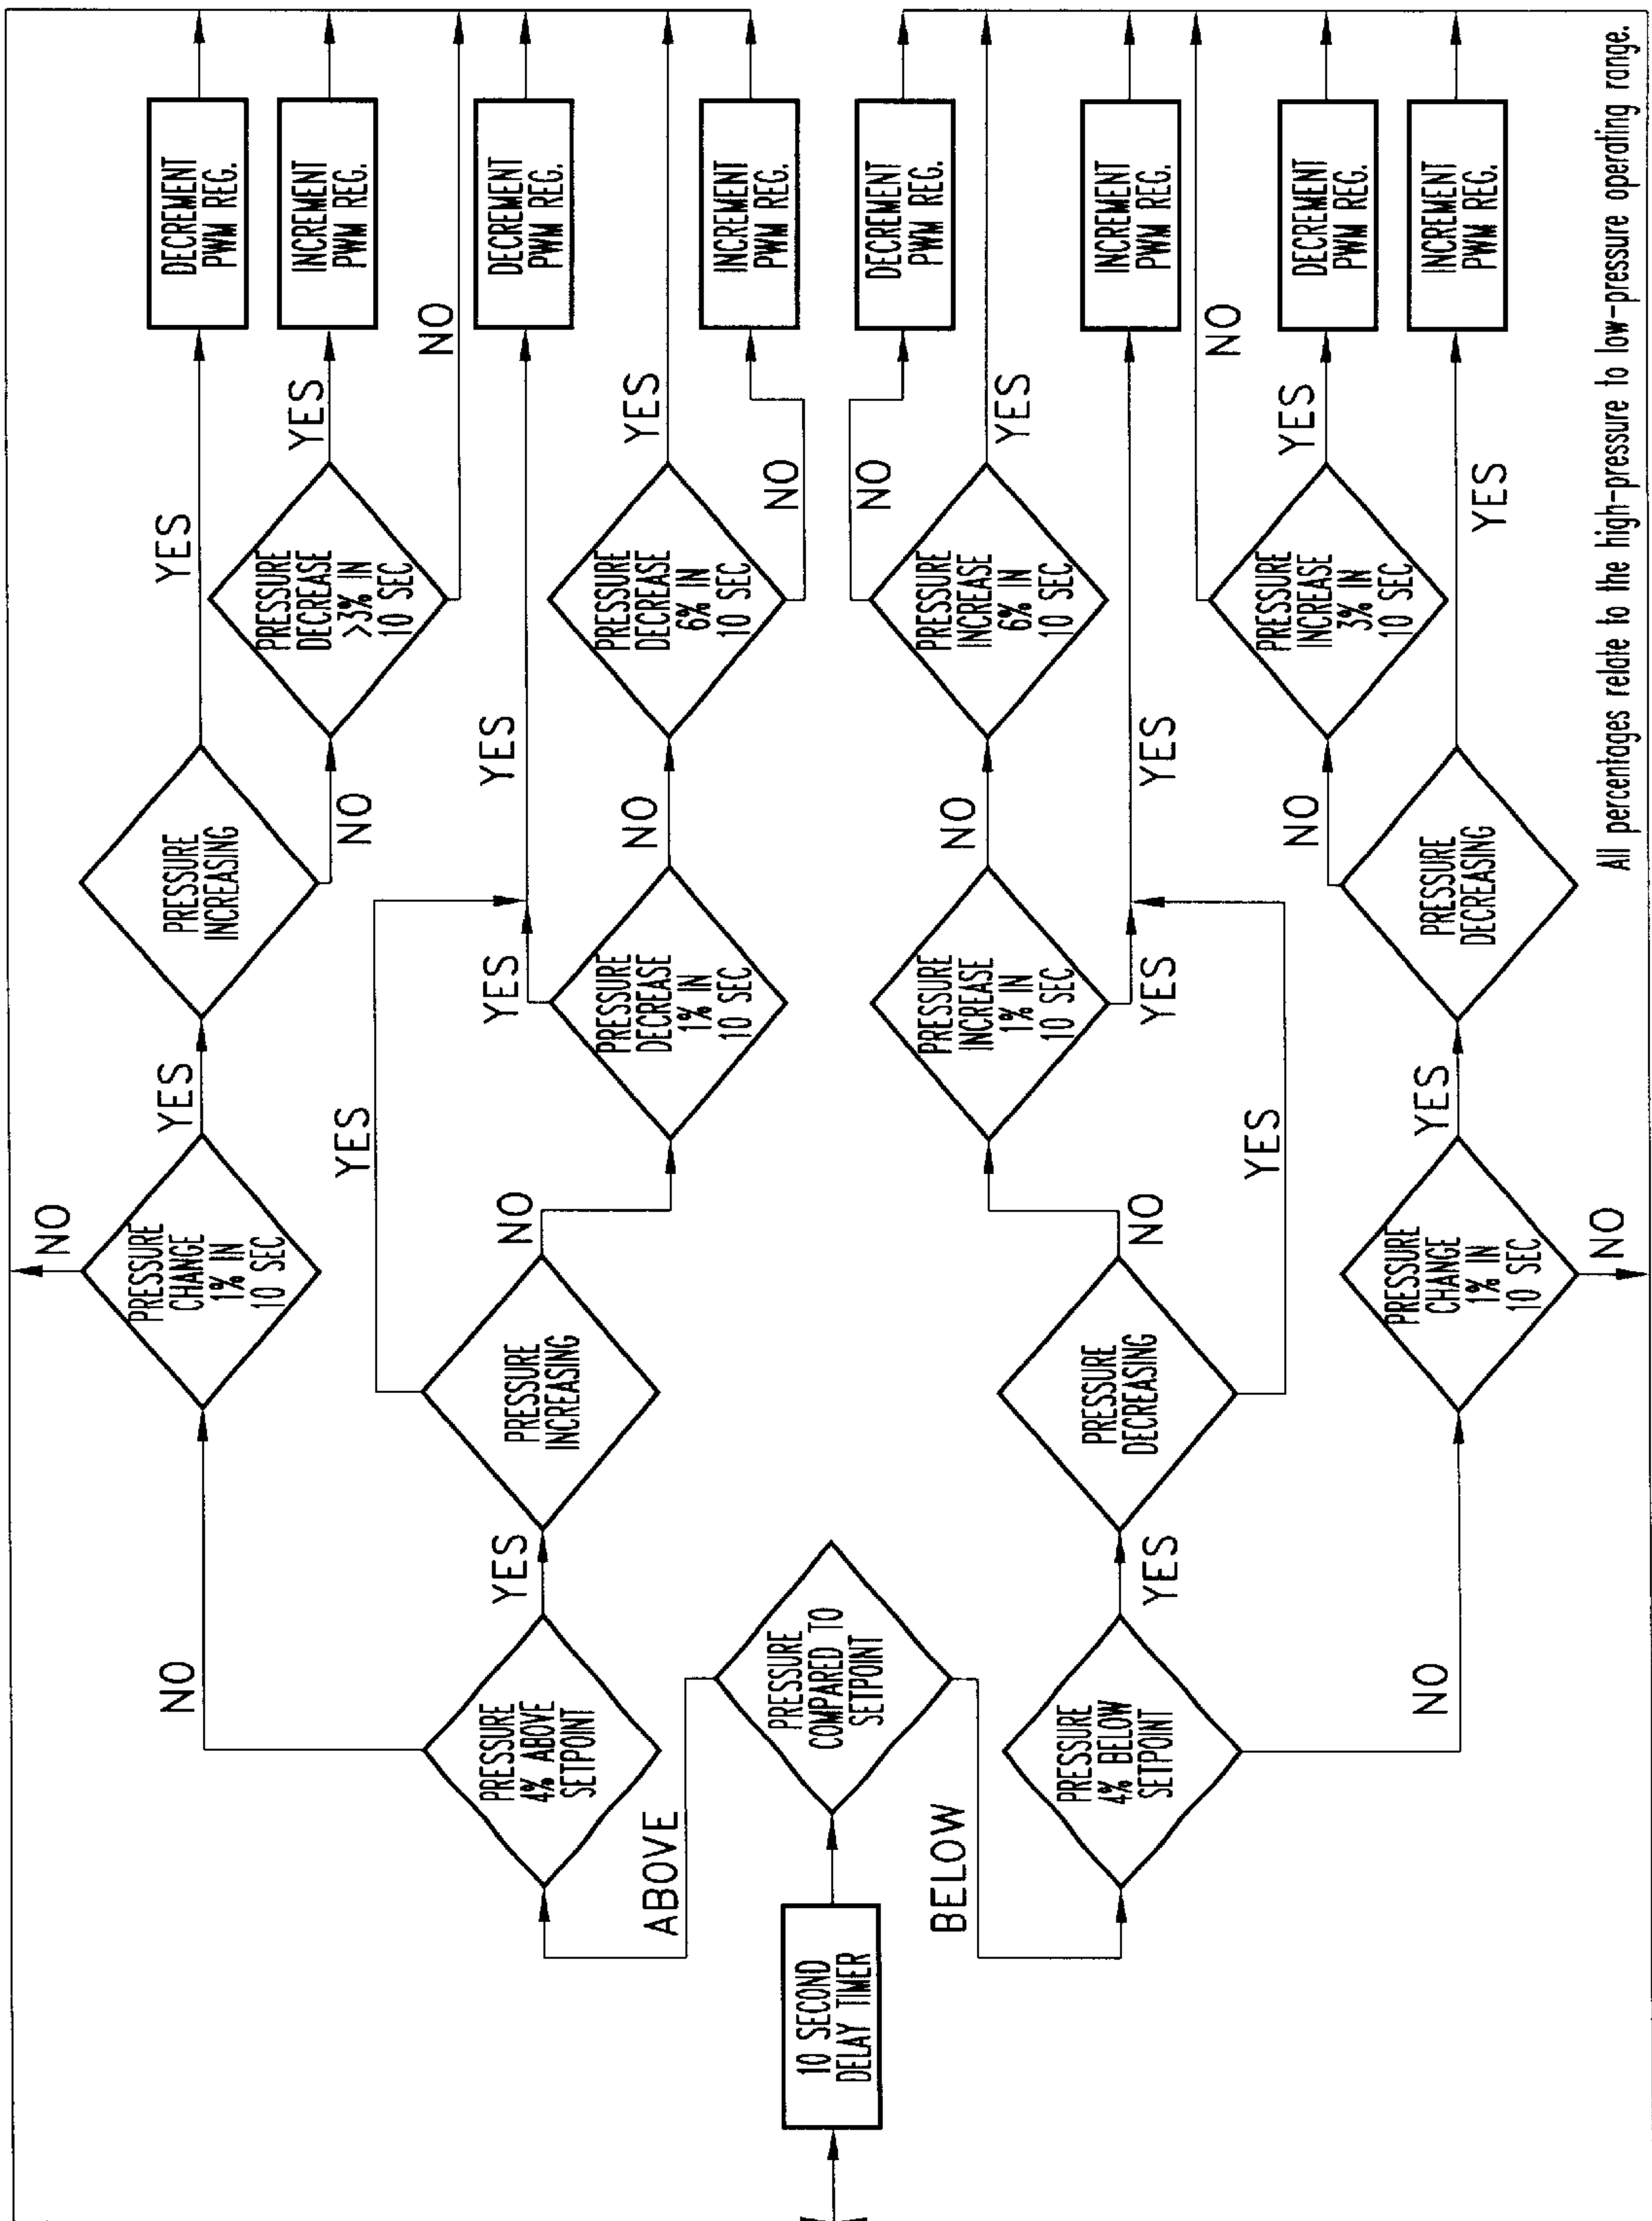 10 SECOND
DELAY TIMER
PRESSURE
COMPARED TO
SETPOINT
ABOVE
BELOW
PRESSURE
4% ABOVE
SETPOINT
NO
YES
PRESSURE
CHANGE
1% IN
10 SEC
NO
YES
PRESSURE
INCREASING
YES
NO
DECREMENT
PWM REG.
PRESSURE
DECREASE
>3% IN
10 SEC
YES
NO
INCREMENT
PWM REG.
PRESSURE
INCREASING
YES
NO
PRESSURE
DECREASE
1% IN
10 SEC
YES
YES
NO
DECREMENT
PWM REG.
PRESSURE
DECREASE
6% IN
10 SEC
YES
NO
INCREMENT
PWM REG.
PRESSURE
4% BELOW
SETPOINT
YES
NO
PRESSURE
DECREASING
NO
YES
PRESSURE
INCREASE
1% IN
10 SEC
NO
YES
YES
PRESSURE
INCREASE
6% IN
10 SEC
NO
YES
DECREMENT
PWM REG.
INCREMENT
PWM REG.
PRESSURE
CHANGE
1% IN
10 SEC
YES
NO
PRESSURE
DECREASING
NO
YES
PRESSURE
INCREASE
3% IN
10 SEC
NO
YES
DECREMENT
PWM REG.
INCREMENT
PWM REG.
All percentages relate to the high-pressure to low-pressure operating range.